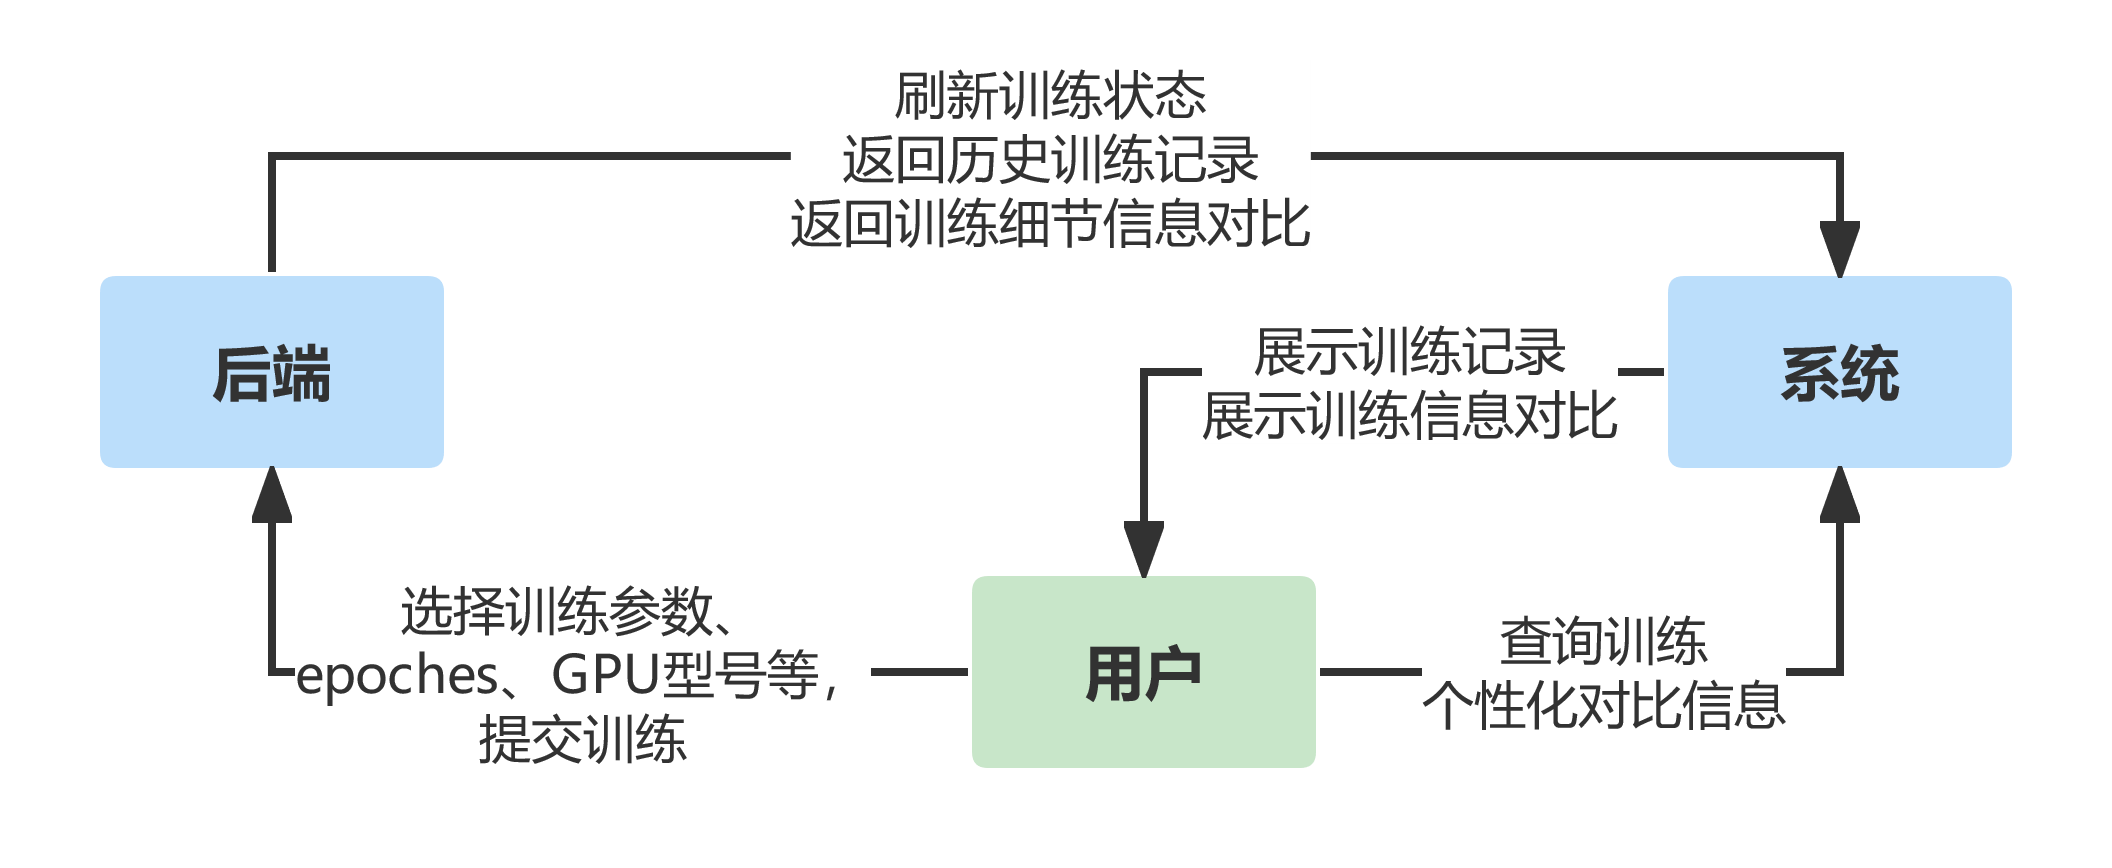 刷新训练状态
返回历史训练记录
返回训练细节信息对比
后端
展示训练记录
展示训练信息对比
系统
选择训练参数、
epoches、GPU型号等，
提交训练
用户
查询训练
个性化对比信息